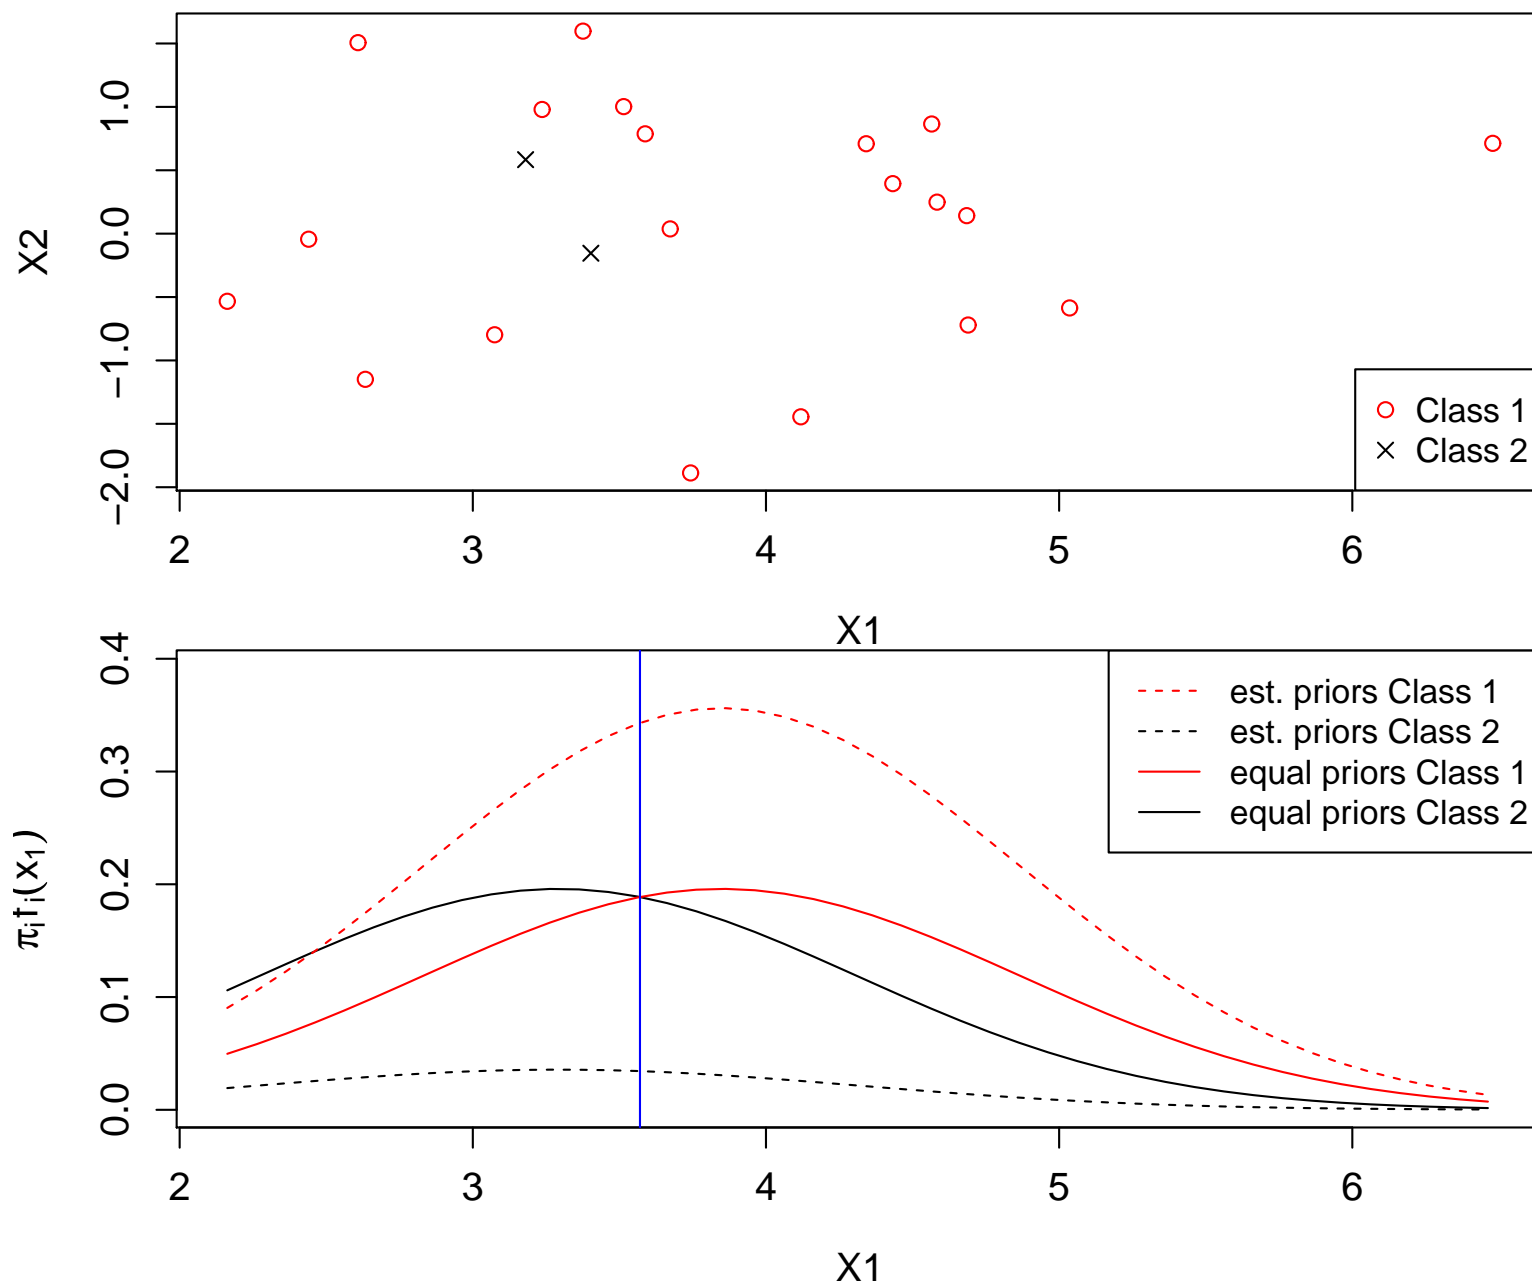 1.0
0.0
−1.0
−2.0
X2
Class 1
Class 2
2 3 4 5 6
X1
0.4
0.3
0.2
0.1
0.0
πifi(x1)
est. priors Class 1
est. priors Class 2
equal priors Class 1
equal priors Class 2
2 3 4 5 6
X1